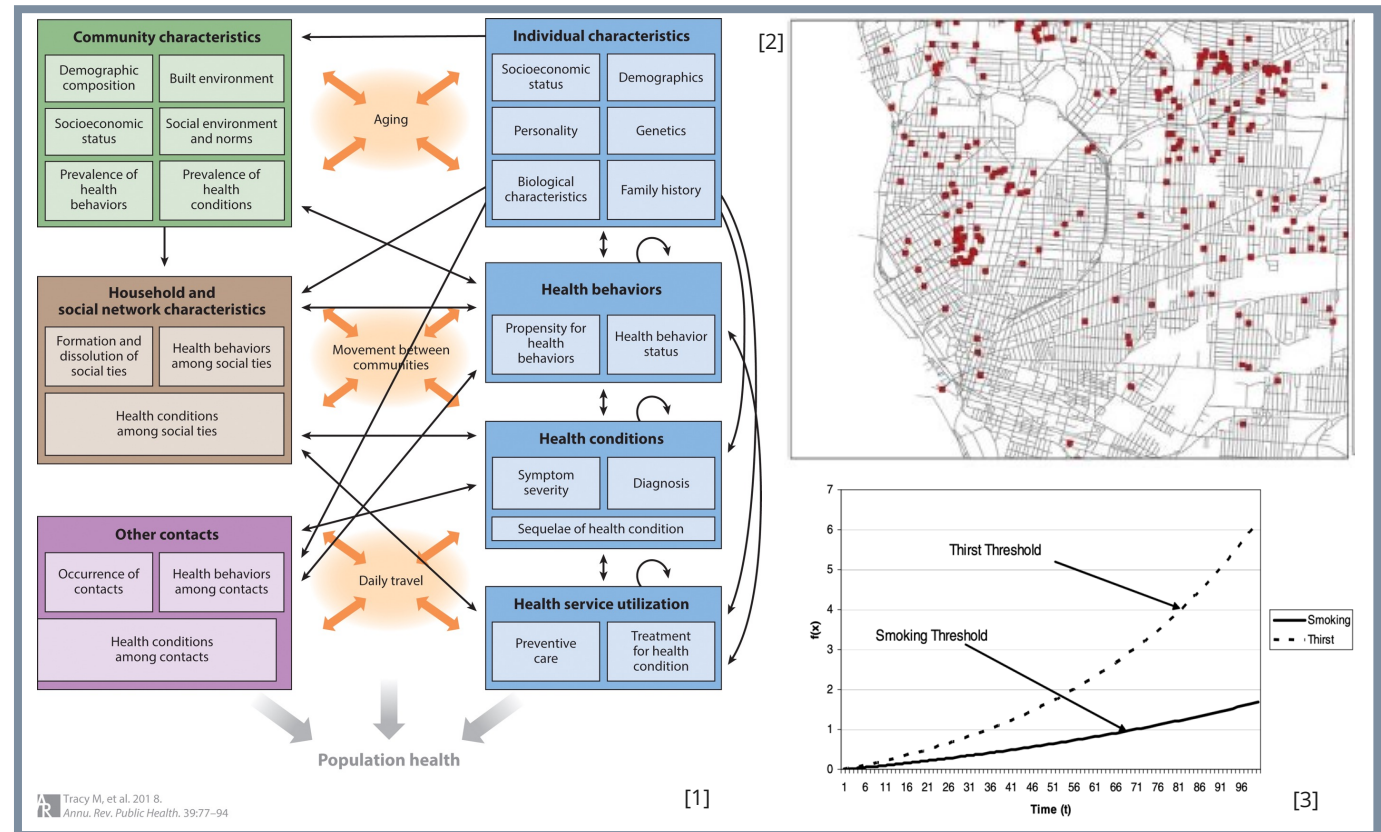 Community characteristics
Demographic
composition
Built environment
Socioeconomic
status
Social environment
and norms
Prevalence of
health
behaviors
Prevalence of
health
conditions
Household and
social network characteristics
Formation and
dissolution of
social ties
Health behaviors
among social ties
Health conditions
among social ties
Other contacts
Occurrence of
contacts
Health behaviors
among contacts
Health conditions
among contacts
Aging
Movement between
communities
Daily travel
Individual characteristics
Socioeconomic
status
Demographics
Personality
Genetics
Biological
characteristics
Family history
Health behaviors
Propensity for
health
behaviors
Health behavior
status
Health conditions
Symptom
severity
Diagnosis
Sequelae of health condition
Health service utilization
Preventive
care
Treatment
for health
condition
Population health
AR
Tracy M, et al. 201 8.
Annu. Rev. Public Health. 39:77–94
[1]
[2]
7
6
5
4
3
2
1
0
f(x)
Thirst Threshold
Smoking Threshold
Smoking
Thirst
1 6 11 16 21 26 31 36 41 46 51 56 61 66 71 76 81 86 91 96
Time (t)
[3]